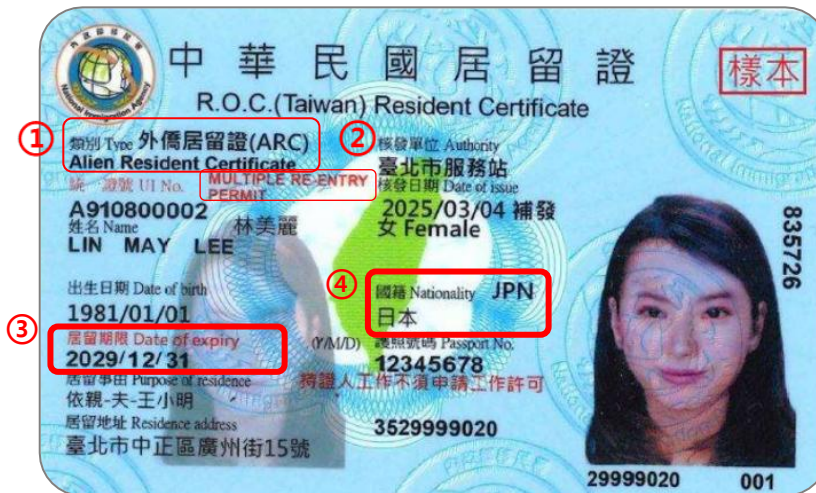 中華民國居留證
樣本
R.O.C.(Taiwan) Resident Certificate
National Immigration Agency
① 類別 Type 外僑居留證(ARC)
Alien Resident Certificate
② 核發單位 Authority
臺北市服務站
統一證號 UI No. MULTIPLE RE-ENTRY PERMIT
核發日期 Date of issue
A910800002
2025/03/04 補發
姓名 Name 林美麗
女 Female
LIN MAY LEE
835726
出生日期 Date of birth
1981/01/01
④ 國籍 Nationality JPN
日本
③ 居留期限 Date of expiry (Y/M/D)
2029/12/31
護照號碼 Passport No.
12345678
居留事由 Purpose of residence
持證人工作不須申請工作許可
依親-夫-王小明
居留地址 Residence address
3529999020
臺北市中正區廣州街15號
29999020 001